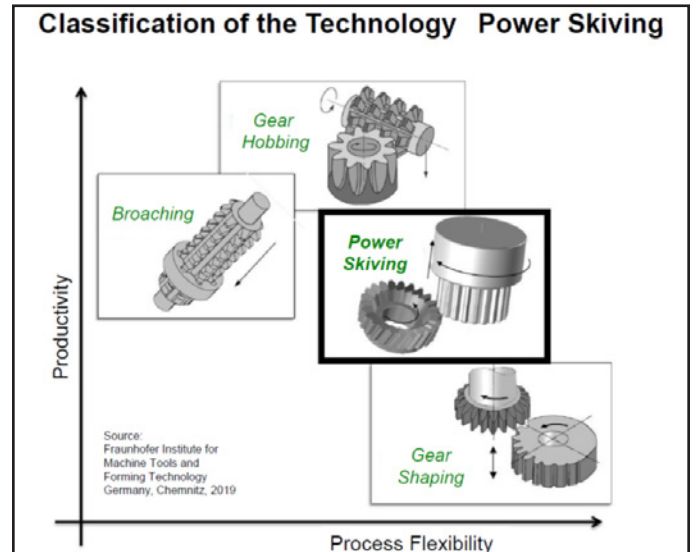 Classification of the Technology Power Skiving
Gear
Hobbing
Broaching
Power
Skiving
Gear
Shaping
Productivity
Source:
Fraunhofer Institute for
Machine Tools and
Forming Technology
Germany, Chemnitz, 2019
Process Flexibility